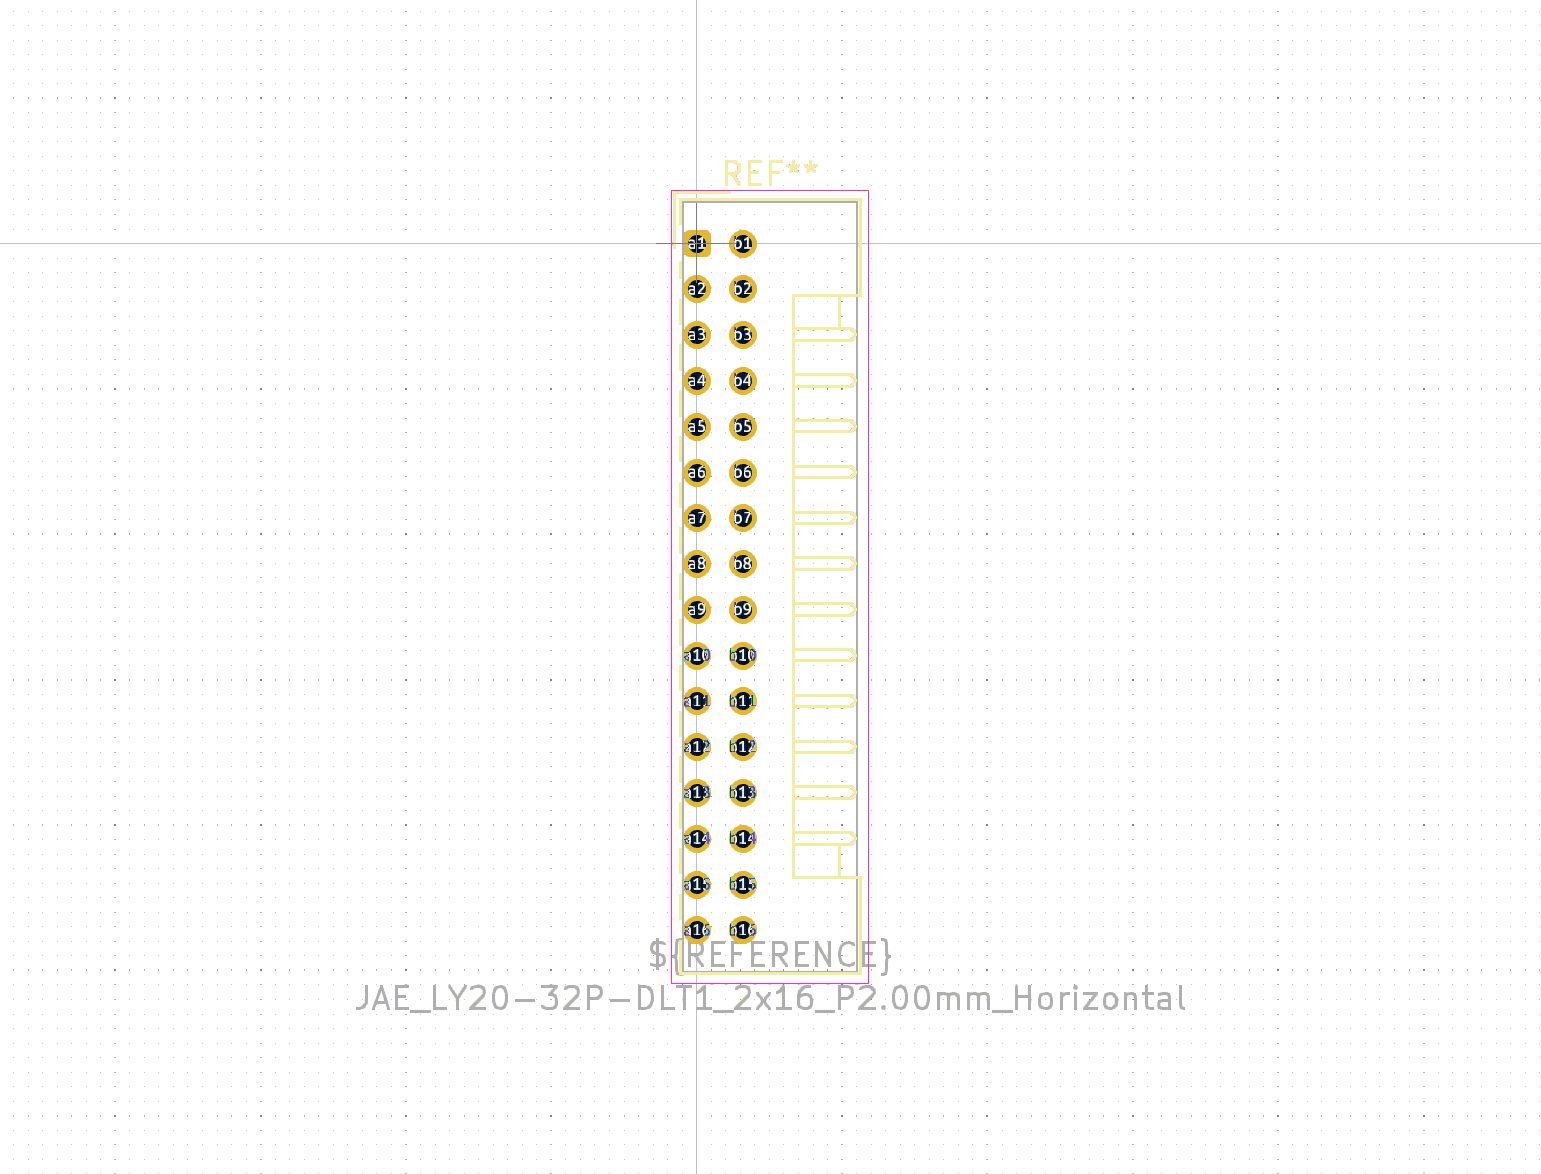 REF**
a1 b1
a2 b2
a3 b3
a4 b4
a5 b5
a6 b6
a7 b7
a8 b8
a9 b9
a10 b10
a11 b11
a12 b12
a13 b13
a14 b14
a15 b15
a16 b16
${REFERENCE}
JAE_LY20-32P-DLT1_2x16_P2.00mm_Horizontal